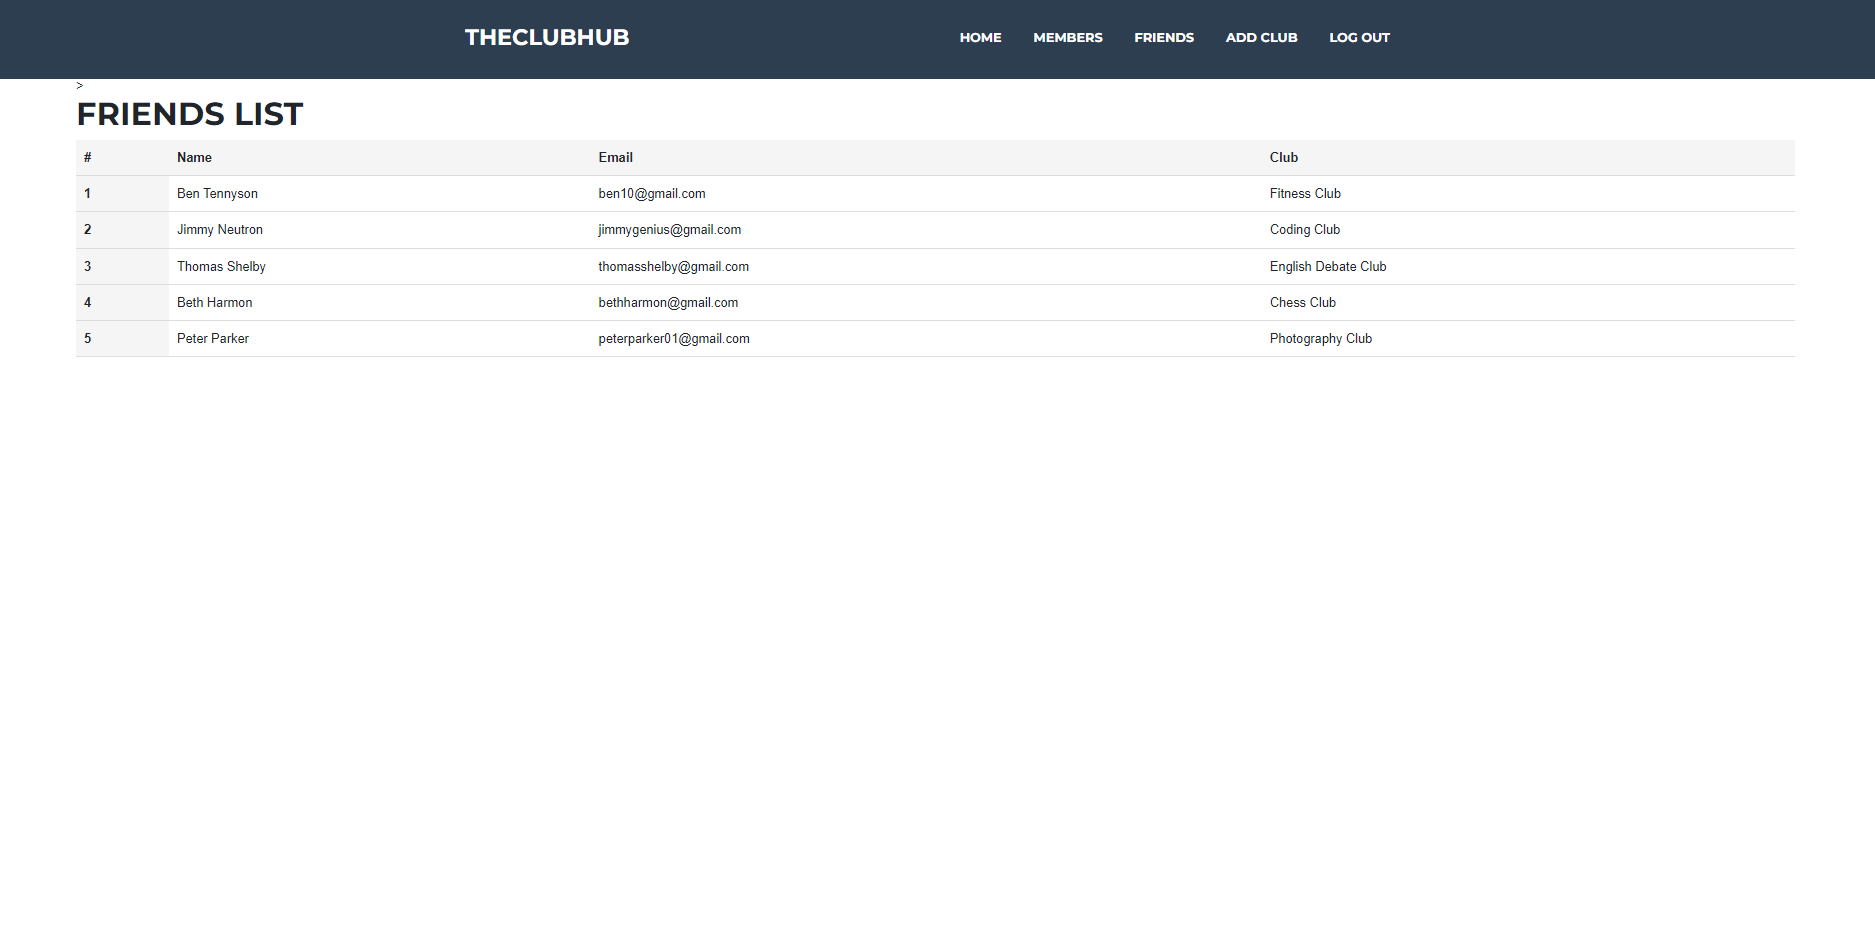 THECLUBHUB HOME MEMBERS FRIENDS ADD CLUB LOG OUT
>
FRIENDS LIST
# Name Email Club
1 Ben Tennyson ben10@gmail.com Fitness Club
2 Jimmy Neutron jimmygenius@gmail.com Coding Club
3 Thomas Shelby thomasshelby@gmail.com English Debate Club
4 Beth Harmon bethharmon@gmail.com Chess Club
5 Peter Parker peterparker01@gmail.com Photography Club